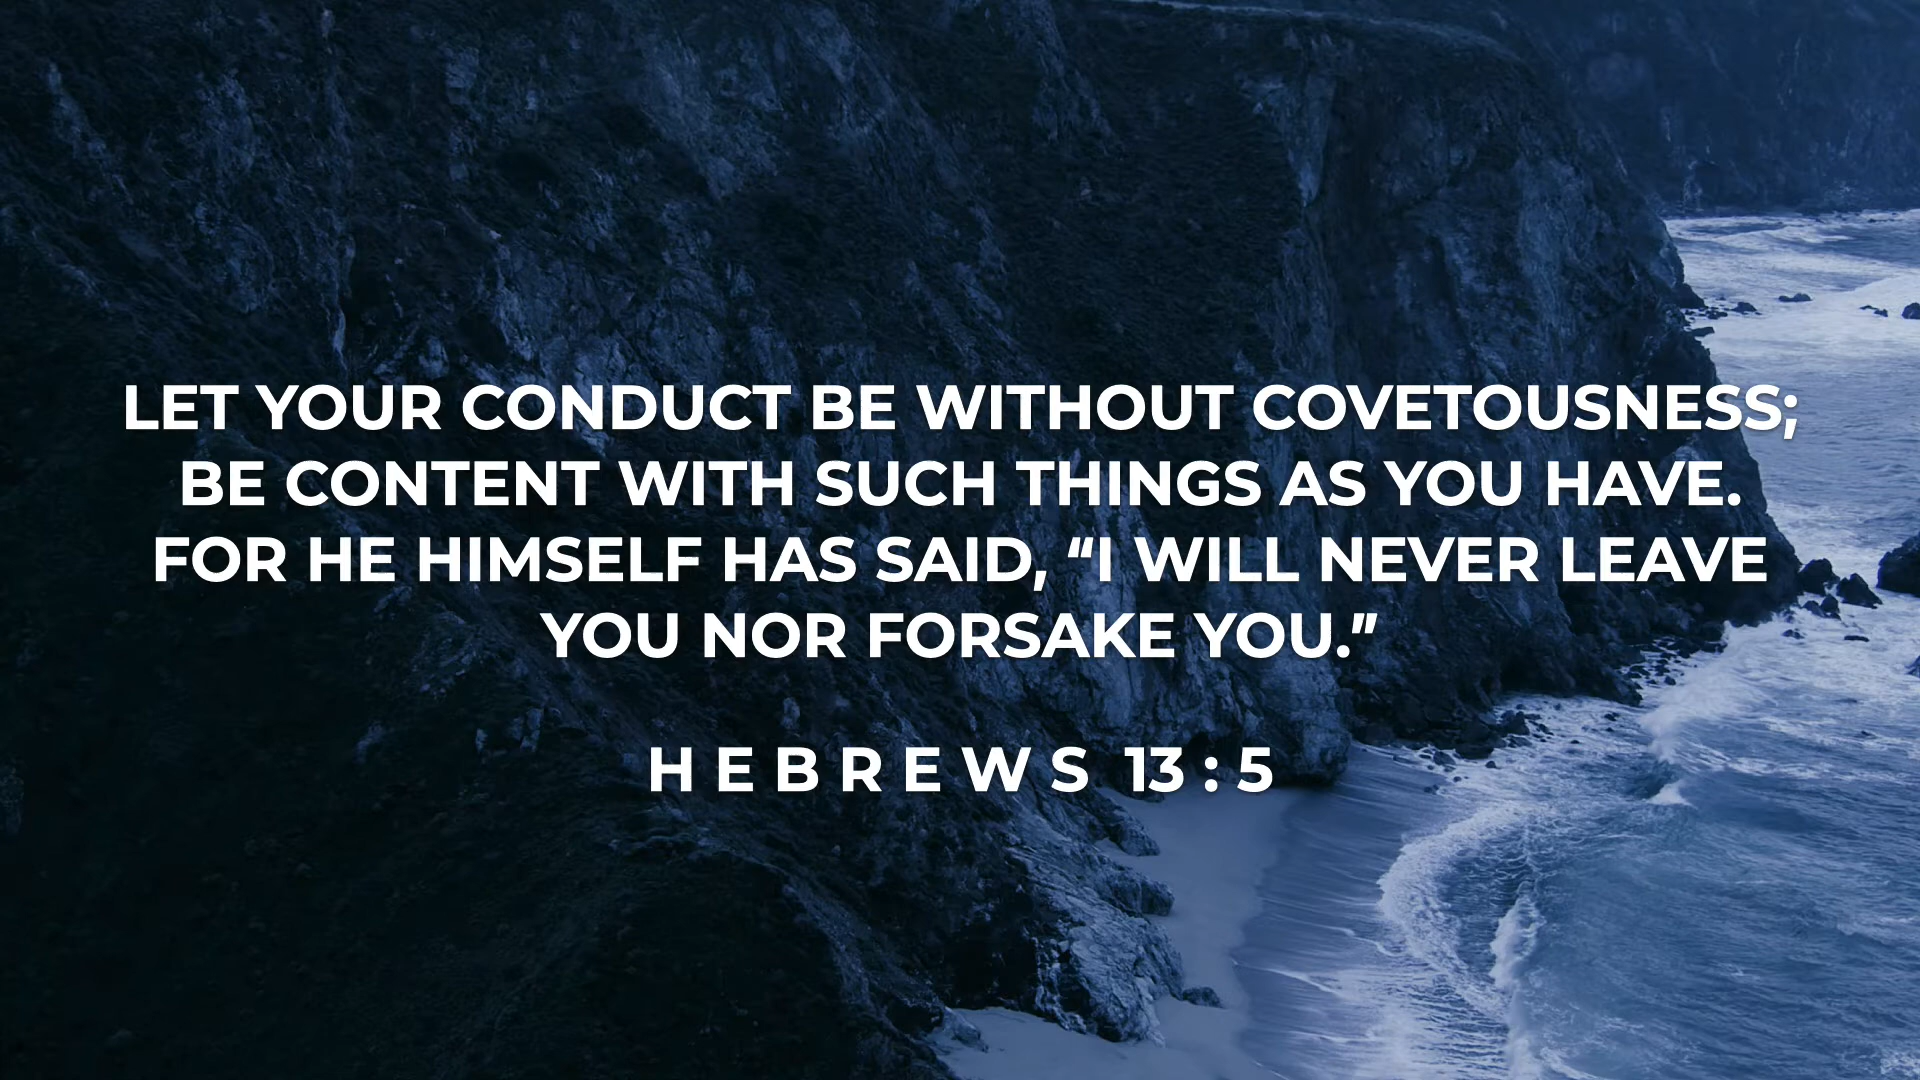 LET YOUR CONDUCT BE WITHOUT COVETOUSNESS;
BE CONTENT WITH SUCH THINGS AS YOU HAVE.
FOR HE HIMSELF HAS SAID, “I WILL NEVER LEAVE
YOU NOR FORSAKE YOU.”
HEBREWS 13:5